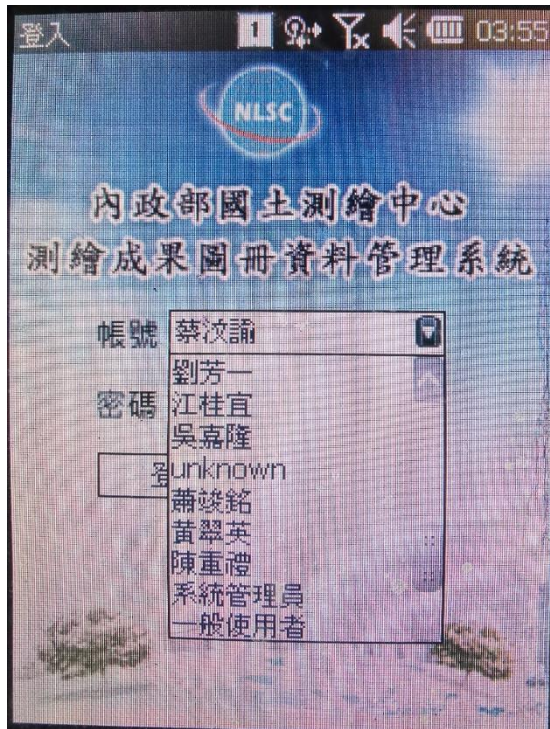 登入 1 03:55
NLSC
內政部國土測繪中心
測繪成果圖冊資料管理系統
帳號 蔡汶諭
劉芳一
密碼 江桂宜
吳嘉隆
登 unknown
蕭竣銘
黃翠英
陳重禮
系統管理員
一般使用者